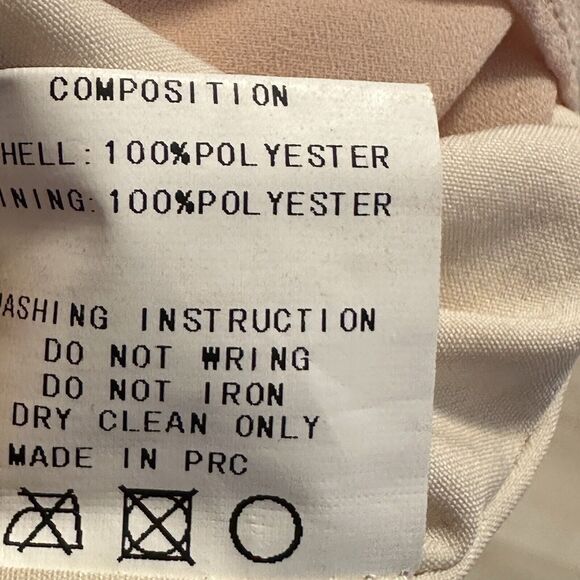 COMPOSITION
HELL: 100%POLYESTER
INING: 100%POLYESTER
ASHING INSTRUCTION
DO NOT WRING
DO NOT IRON
DRY CLEAN ONLY
MADE IN PRC